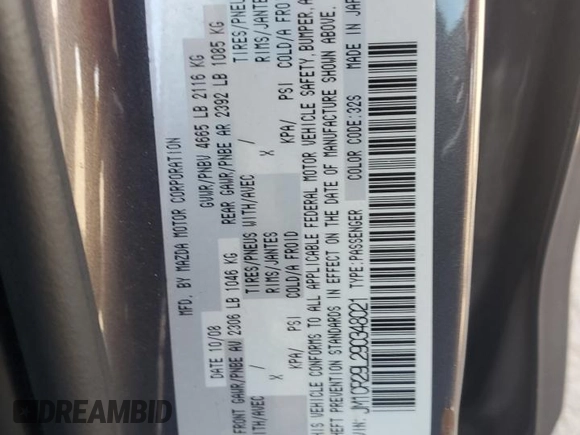 MFD. BY MAZDA MOTOR CORPORATION
DATE 10/08 GVWR/PNBV 4665 LB 2116 KG
FRONT GAWR/PNBE AV 2306 LB 1046 KG REAR GAWR/PNBE AR 2392 LB 1085 KG
WITH/AVEC / TIRES/PNEUS WITH/AVEC / TIRES/PNEU
X RIMS/JANTES X RIMS/JANTES
KPA/ PSI COLD/A FROID KPA/ PSI COLD/A FROI
THIS VEHICLE CONFORMS TO ALL APPLICABLE FEDERAL MOTOR VEHICLE SAFETY, BUMPER, A
THEFT PREVENTION STANDARDS IN EFFECT ON THE DATE OF MANUFACTURE SHOWN ABOVE.
VIN: JM1CR29L290348021 TYPE:PASSENGER COLOR CODE:32S MADE IN JAP
DREAMBID